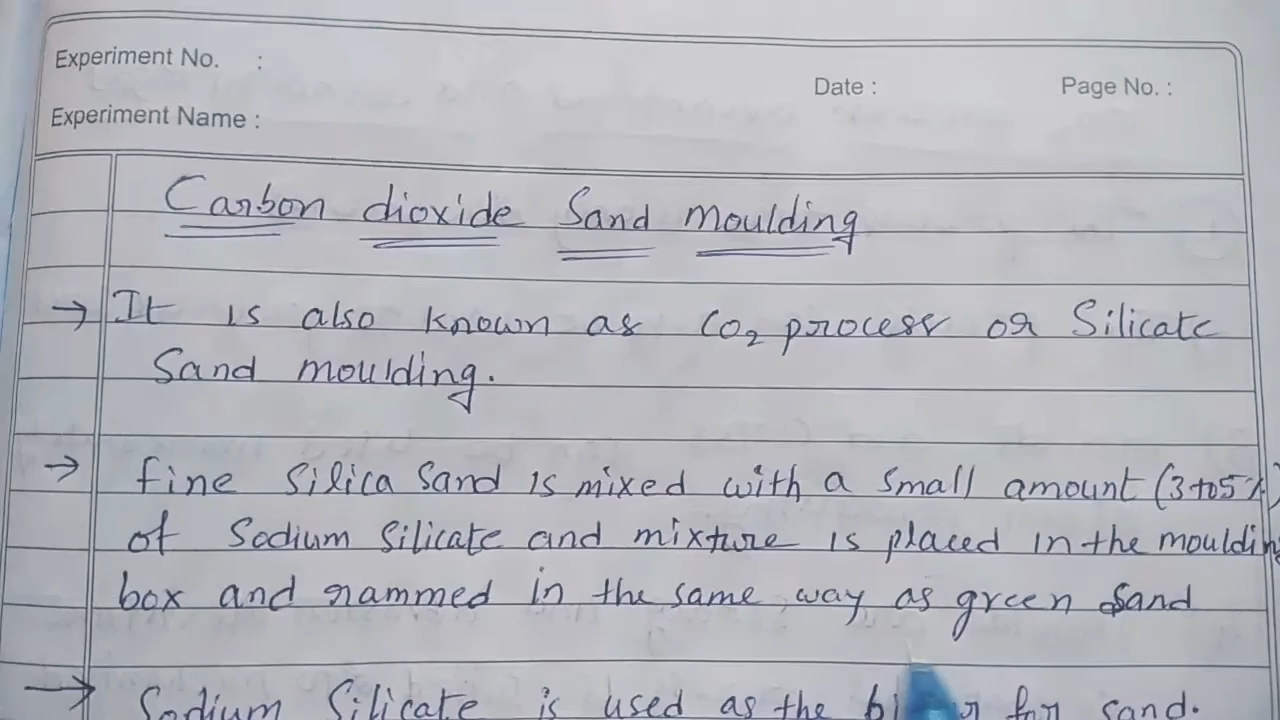 Experiment No. :
Date :
Page No. :
Experiment Name :
Carbon dioxide Sand moulding
→ It is also known as CO₂ process or Silicate
Sand moulding.
→ fine Silica Sand is mixed with a small amount (3 to 5%)
of Sodium Silicate and mixture is placed in the moulding
box and rammed in the same way as green Sand
→ Sodium Silicate is used as the for sand.